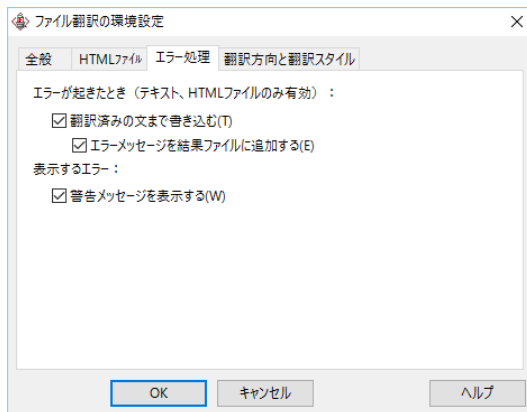 ファイル翻訳の環境設定
全般 HTMLファイル エラー処理 翻訳方向と翻訳スタイル
エラーが起きたとき（テキスト、HTMLファイルのみ有効）：
翻訳済みの文まで書き込む(T)
エラーメッセージを結果ファイルに追加する(E)
表示するエラー：
警告メッセージを表示する(W)
OK キャンセル ヘルプ